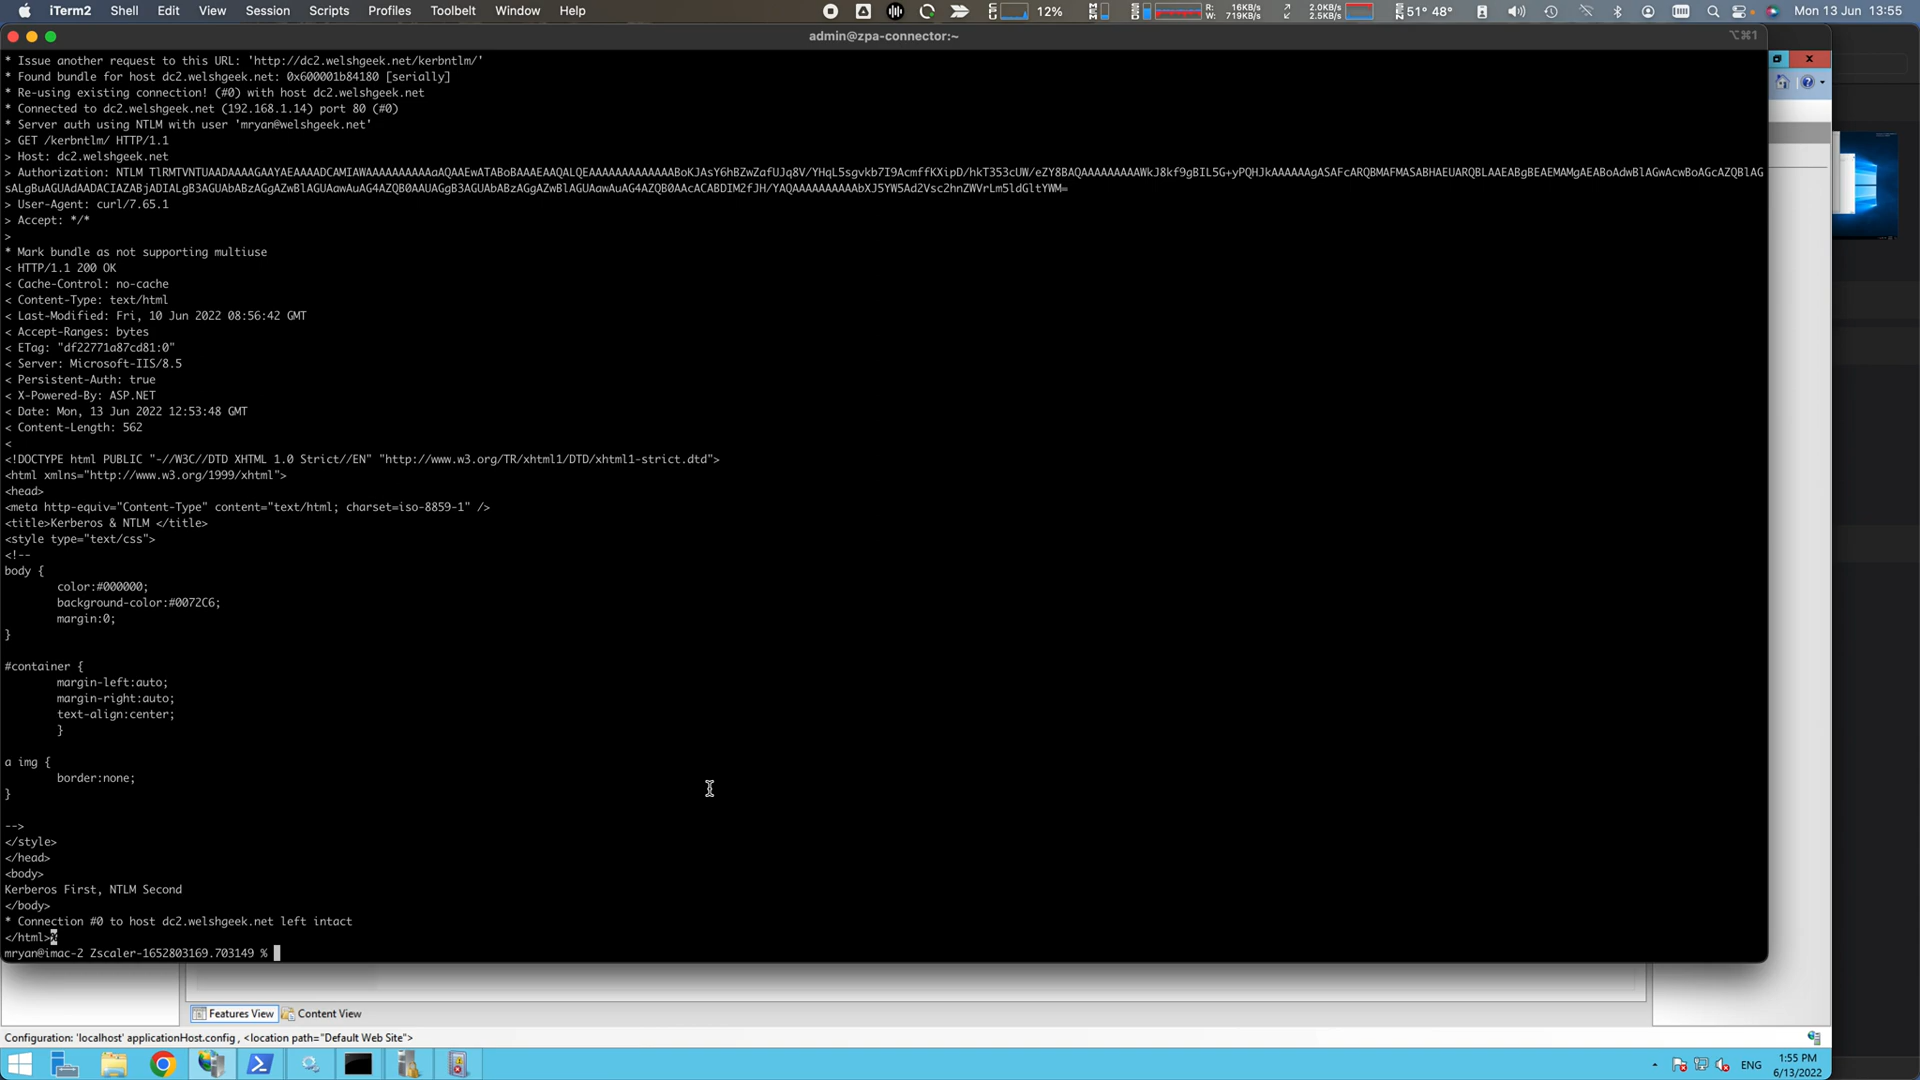 iTerm2 Shell Edit View Session Scripts Profiles Toolbelt Window Help 12% R: 16KB/s W: 719KB/s 2.0KB/s 2.5KB/s 51° 48° Mon 13 Jun 13:55
admin@zpa-connector:~ ⌥⌘1
* Issue another request to this URL: 'http://dc2.welshgeek.net/kerbntlm/'
* Found bundle for host dc2.welshgeek.net: 0x600001b84180 [serially]
* Re-using existing connection! (#0) with host dc2.welshgeek.net
* Connected to dc2.welshgeek.net (192.168.1.14) port 80 (#0)
* Server auth using NTLM with user 'mryan@welshgeek.net'
> GET /kerbntlm/ HTTP/1.1
> Host: dc2.welshgeek.net
> Authorization: NTLM
> User-Agent: curl/7.65.1
> Accept: */*
>
* Mark bundle as not supporting multiuse
< HTTP/1.1 200 OK
< Cache-Control: no-cache
< Content-Type: text/html
< Last-Modified: Fri, 10 Jun 2022 08:56:42 GMT
< Accept-Ranges: bytes
< ETag: "df22771a87cd81:0"
< Server: Microsoft-IIS/8.5
< Persistent-Auth: true
< X-Powered-By: ASP.NET
< Date: Mon, 13 Jun 2022 12:53:48 GMT
< Content-Length: 562
<
<!DOCTYPE html PUBLIC "-//W3C//DTD XHTML 1.0 Strict//EN" "http://www.w3.org/TR/xhtml1/DTD/xhtml1-strict.dtd">
<html xmlns="http://www.w3.org/1999/xhtml">
<head>
<meta http-equiv="Content-Type" content="text/html; charset=iso-8859-1" />
<title>Kerberos & NTLM </title>
<style type="text/css">
<!--
body {
color:#000000;
background-color:#0072C6;
margin:0;
}
#container {
margin-left:auto;
margin-right:auto;
text-align:center;
}
a img {
border:none;
}
-->
</style>
</head>
<body>
Kerberos First, NTLM Second
</body>
* Connection #0 to host dc2.welshgeek.net left intact
</html>%
mryan@imac-2 Zscaler-1652803169.703149 %
Features View Content View
Configuration: 'localhost' applicationHost.config , <location path="Default Web Site">
ENG 1:55 PM
6/13/2022